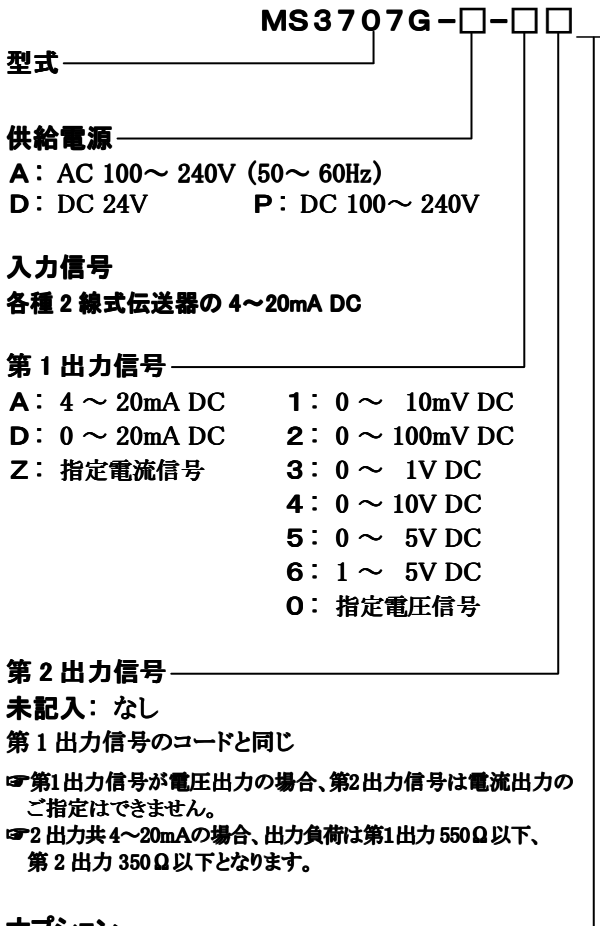 MS3707G-□-□□
型式
供給電源
A： AC 100～ 240V（50～ 60Hz）
D： DC 24V P： DC 100～ 240V
入力信号
各種 2 線式伝送器の 4～20mA DC
第 1 出力信号
A： 4 ～ 20mA DC 1： 0 ～ 10mV DC
D： 0 ～ 20mA DC 2： 0 ～ 100mV DC
Z： 指定電流信号 3： 0 ～ 1V DC
4： 0 ～ 10V DC
5： 0 ～ 5V DC
6： 1 ～ 5V DC
0： 指定電圧信号
第 2 出力信号
未記入： なし
第 1 出力信号のコードと同じ
☞第1出力信号が電圧出力の場合、第2出力信号は電流出力の
ご指定はできません。
☞2 出力共 4～20mAの場合、出力負荷は第1出力 550Ω以下、
第 2 出力 350Ω以下となります。
オプション